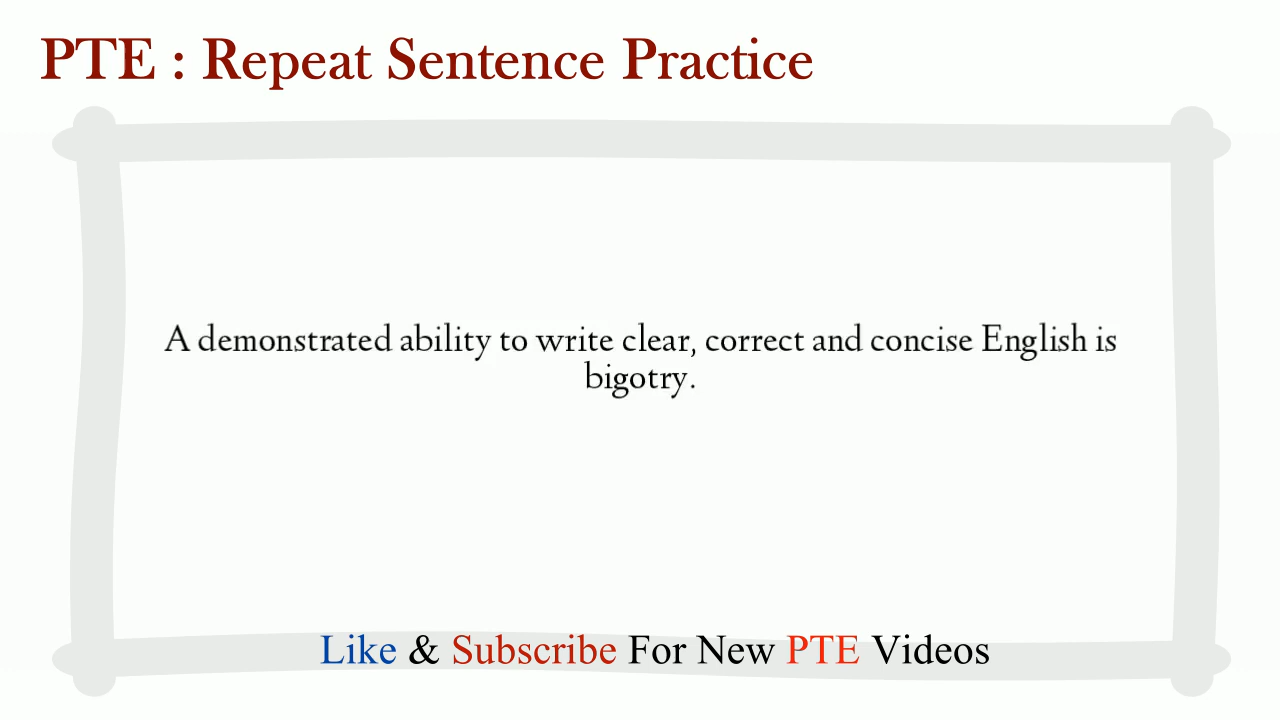 PTE : Repeat Sentence Practice
A demonstrated ability to write clear, correct and concise English is
bigotry.
Like & Subscribe For New PTE Videos